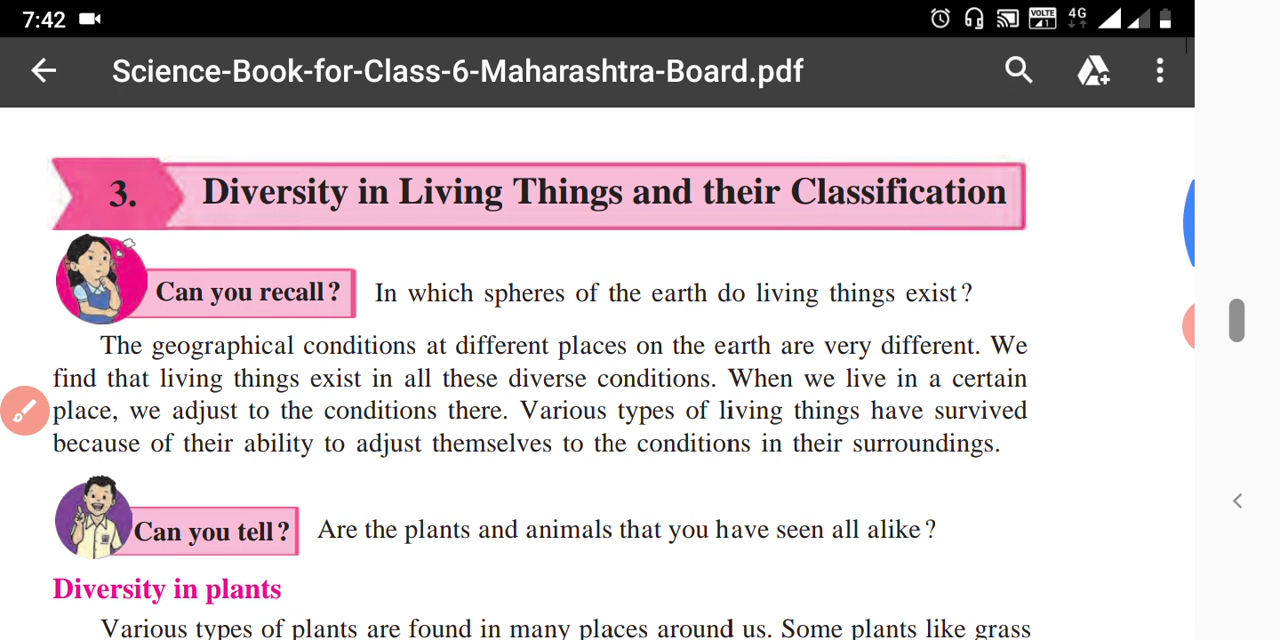 7:42
VOLTE
1
4G
Science-Book-for-Class-6-Maharashtra-Board.pdf
3. Diversity in Living Things and their Classification
Can you recall? In which spheres of the earth do living things exist?
The geographical conditions at different places on the earth are very different. We
find that living things exist in all these diverse conditions. When we live in a certain
place, we adjust to the conditions there. Various types of living things have survived
because of their ability to adjust themselves to the conditions in their surroundings.
Can you tell? Are the plants and animals that you have seen all alike?
Diversity in plants
Various types of plants are found in many places around us. Some plants like grass